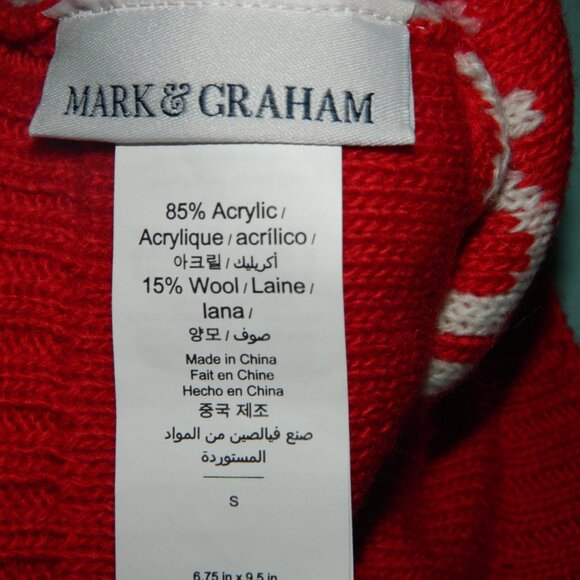 MARK & GRAHAM
85% Acrylic /
Acrylique / acrílico /
아크릴 / أكريليك
15% Wool / Laine /
lana /
양모 / صوف
Made in China
Fait en Chine
Hecho en China
중국 제조
صنع فيالصين من المواد
المستوردة
S
6.75 in x 9.5 in